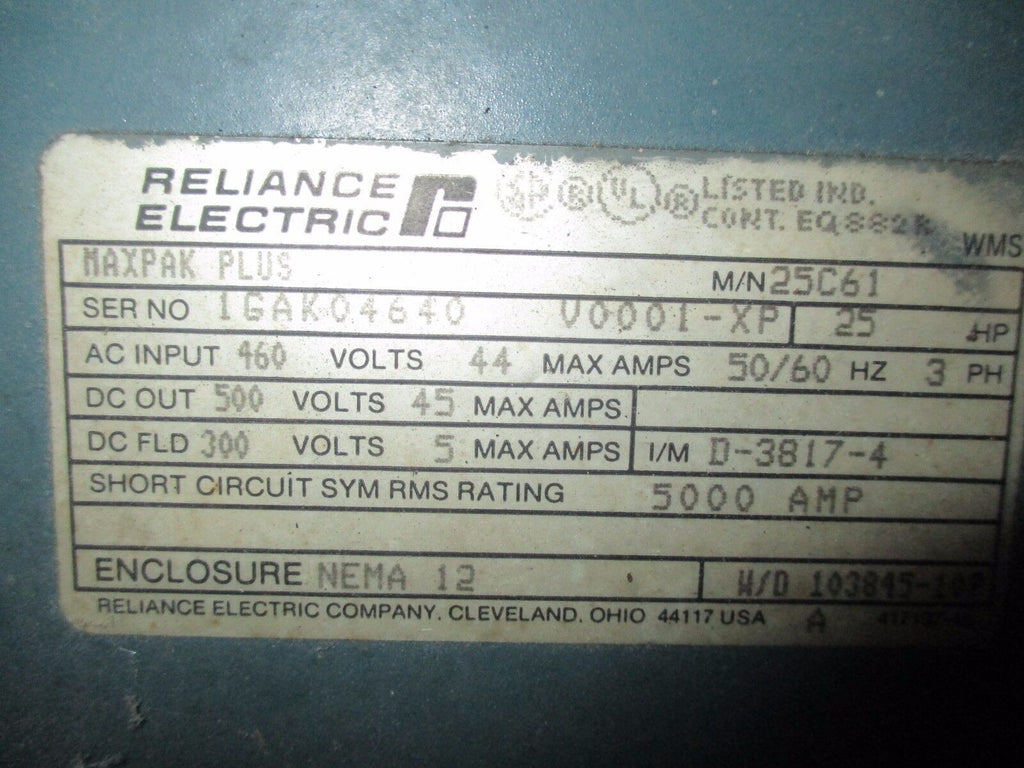 RELIANCE
ELECTRIC
SP ® UL ® LISTED IND.
CONT. EQ 882K
WMS
MAXPAK PLUS M/N 25C61
SER NO 1GAK04640 V0001-XP 25 HP
AC INPUT 460 VOLTS 44 MAX AMPS 50/60 HZ 3 PH
DC OUT 500 VOLTS 45 MAX AMPS
DC FLD 300 VOLTS 5 MAX AMPS I/M D-3817-4
SHORT CIRCUIT SYM RMS RATING 5000 AMP
ENCLOSURE NEMA 12 W/D
RELIANCE ELECTRIC COMPANY. CLEVELAND. OHIO 44117 USA A